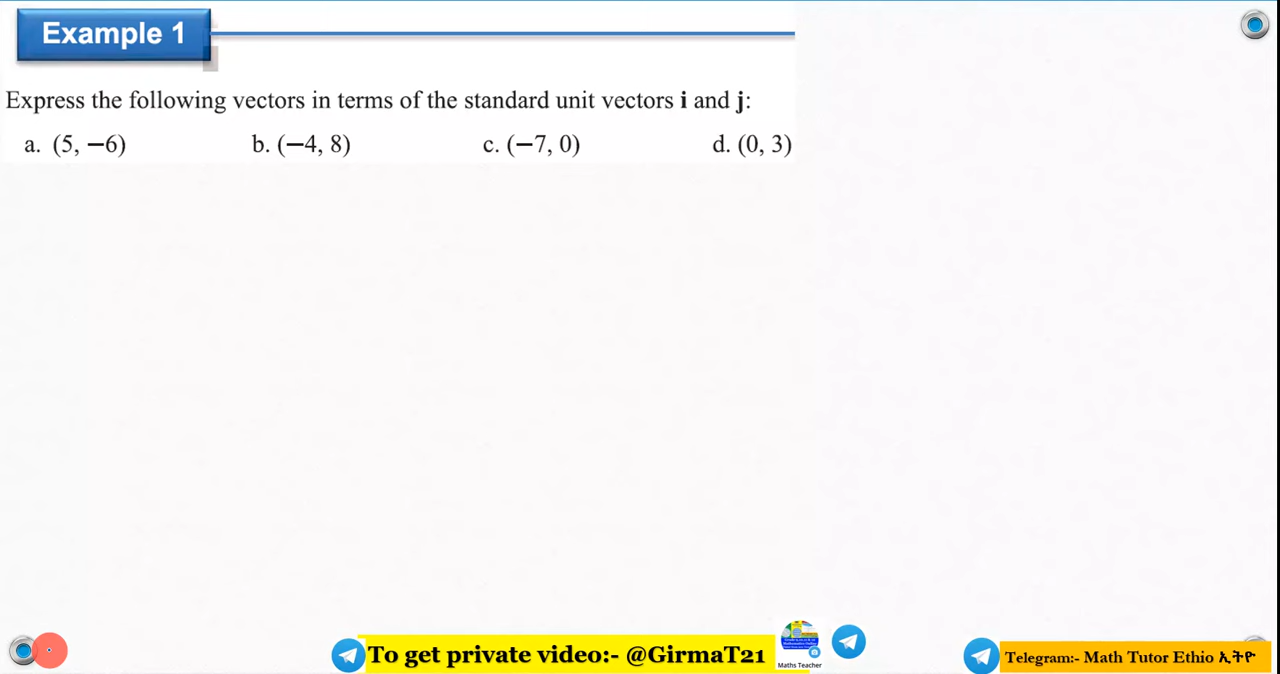 Example 1
Express the following vectors in terms of the standard unit vectors i and j:
a. (5, −6) b. (−4, 8) c. (−7, 0) d. (0, 3)
To get private video:- @GirmaT21
Maths Teacher
Telegram:- Math Tutor Ethio ኢትዮ